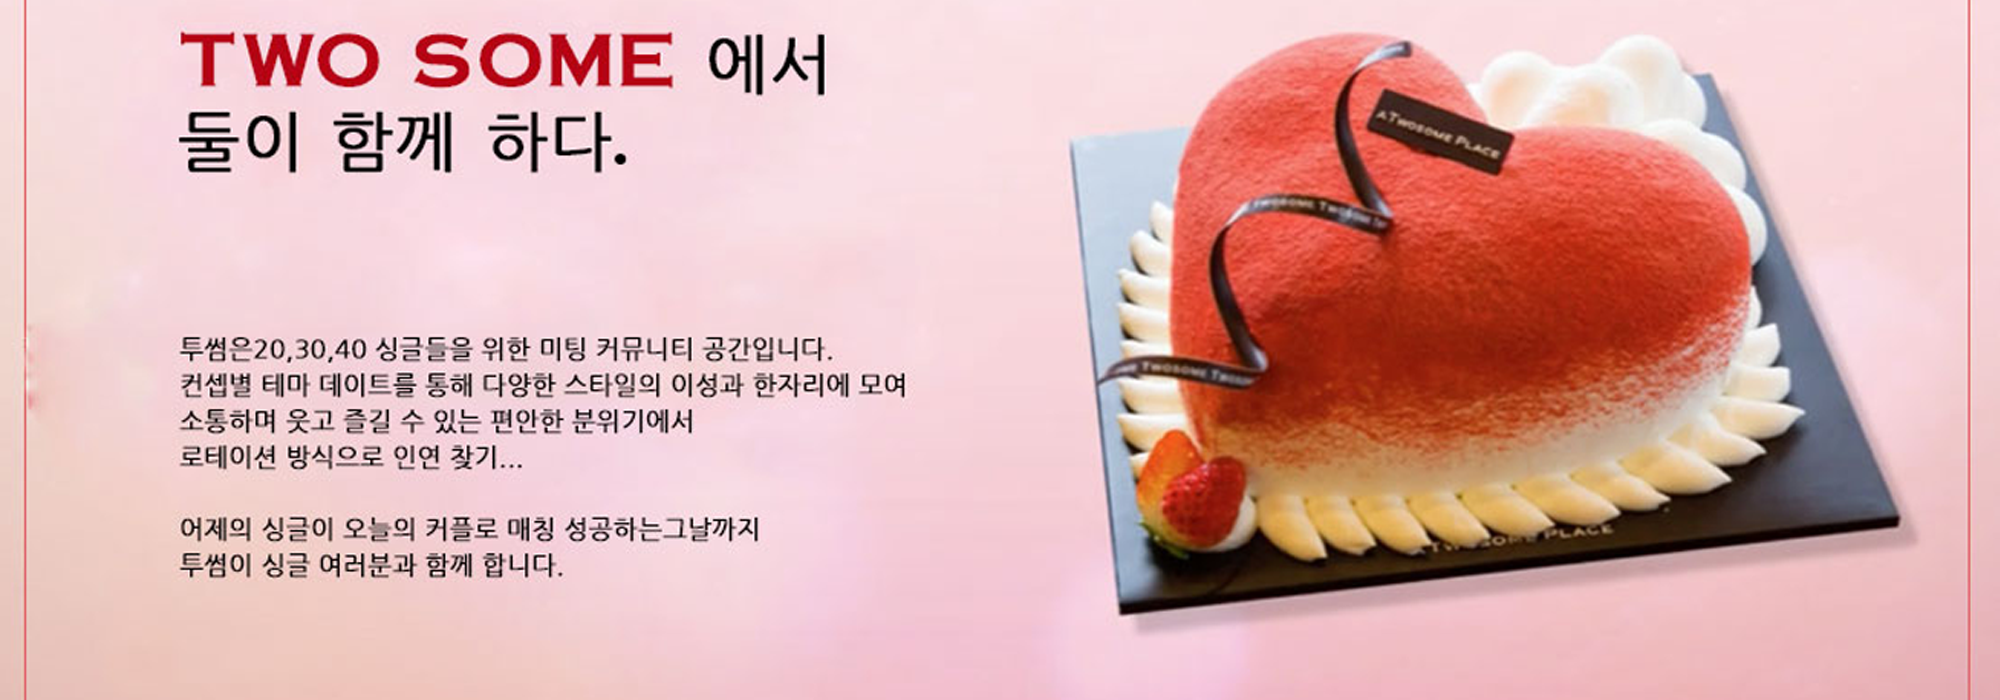 TWO SOME 에서
둘이 함께 하다.
투썸은20,30,40 싱글들을 위한 미팅 커뮤니티 공간입니다.
컨셉별 테마 데이트를 통해 다양한 스타일의 이성과 한자리에 모여
소통하며 웃고 즐길 수 있는 편안한 분위기에서
로테이션 방식으로 인연 찾기...
어제의 싱글이 오늘의 커플로 매칭 성공하는그날까지
투썸이 싱글 여러분과 함께 합니다.
A TWOSOME PLACE
TWOSOME TWOSOME
TWOSOME TWOSOME
A TWOSOME PLACE